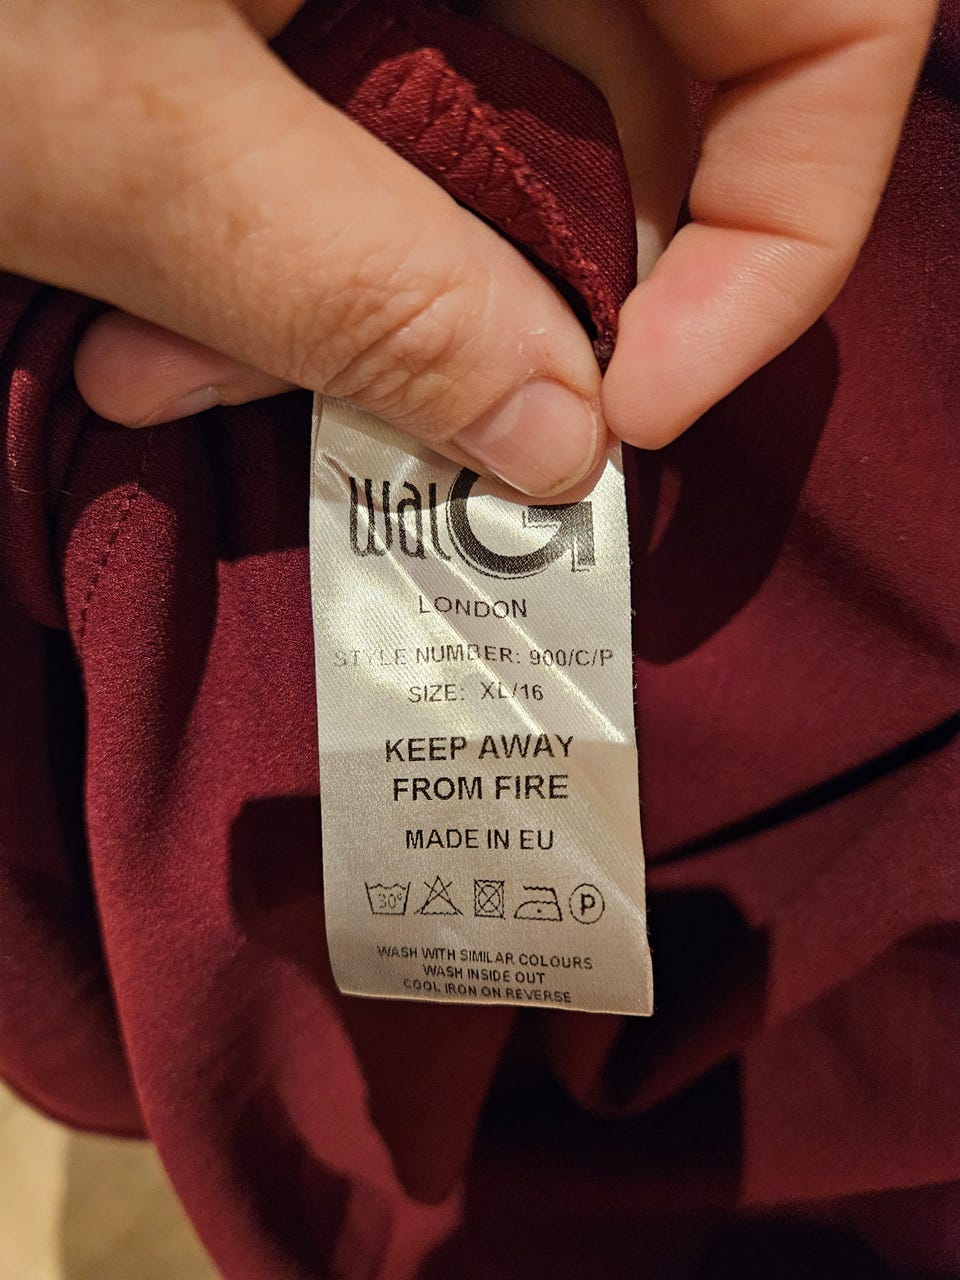 walG
LONDON
STYLE NUMBER: 900/C/P
SIZE: XL/16
KEEP AWAY
FROM FIRE
MADE IN EU
30° P
WASH WITH SIMILAR COLOURS
WASH INSIDE OUT
COOL IRON ON REVERSE